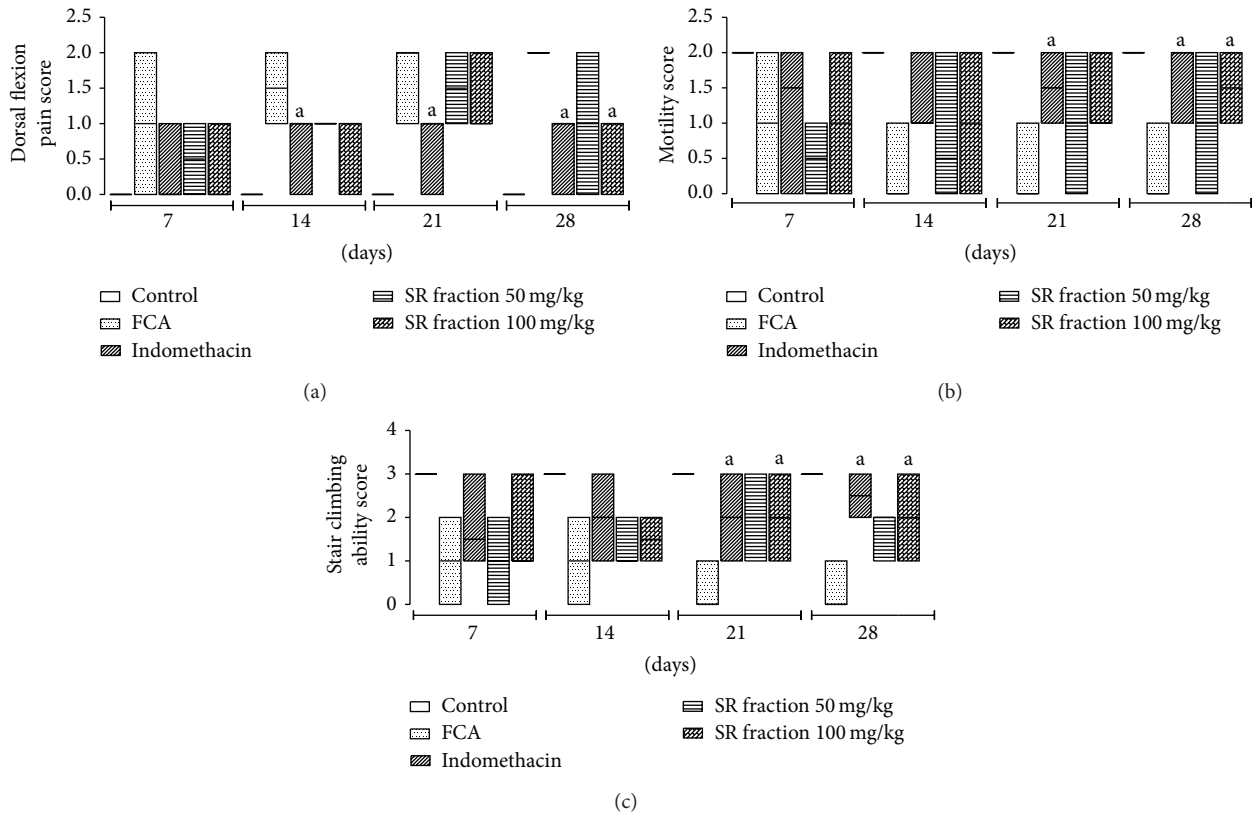 2.5
2.0
1.5
1.0
0.5
0.0
Dorsal flexion
pain score
a
a
a
a
7
14
21
28
(days)
Control
FCA
Indomethacin
SR fraction 50 mg/kg
SR fraction 100 mg/kg
(a)
2.5
2.0
1.5
1.0
0.5
0.0
Motility score
a
a
a
7
14
21
28
(days)
Control
FCA
Indomethacin
SR fraction 50 mg/kg
SR fraction 100 mg/kg
(b)
4
3
2
1
0
Stair climbing
ability score
a
a
a
a
7
14
21
28
(days)
Control
FCA
Indomethacin
SR fraction 50 mg/kg
SR fraction 100 mg/kg
(c)